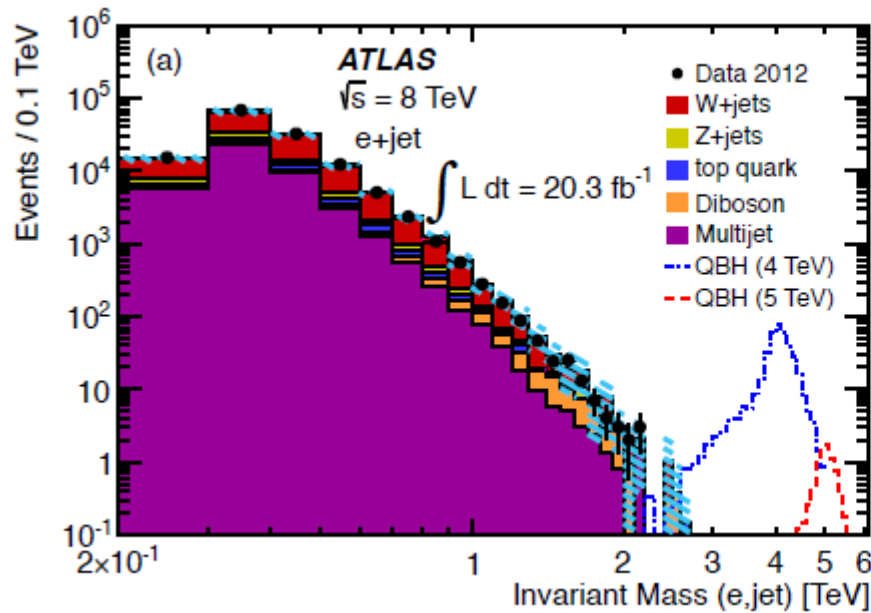 Events / 0.1 TeV
10⁶
10⁵
10⁴
10³
10²
10
1
10⁻¹
(a)
ATLAS
√s = 8 TeV
e+jet
∫ L dt = 20.3 fb⁻¹
Data 2012
W+jets
Z+jets
top quark
Diboson
Multijet
QBH (4 TeV)
QBH (5 TeV)
2×10⁻¹ 1 2 3 4 5 6
Invariant Mass (e,jet) [TeV]